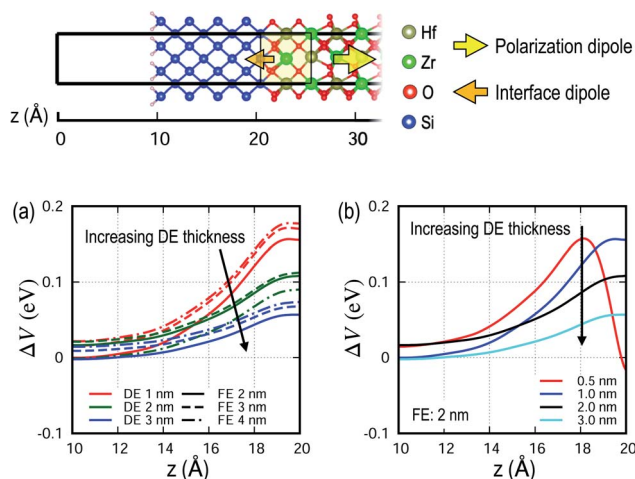 Hf
Zr
O
Si
Polarization dipole
Interface dipole
z (Å)
0 10 20 30
(a)
Increasing DE thickness
0.2
0.1
0
-0.1
ΔV (eV)
DE 1 nm FE 2 nm
DE 2 nm FE 3 nm
DE 3 nm FE 4 nm
10 12 14 16 18 20
z (Å)
(b)
Increasing DE thickness
0.2
0.1
0
-0.1
ΔV (eV)
FE: 2 nm
0.5 nm
1.0 nm
2.0 nm
3.0 nm
10 12 14 16 18 20
z (Å)